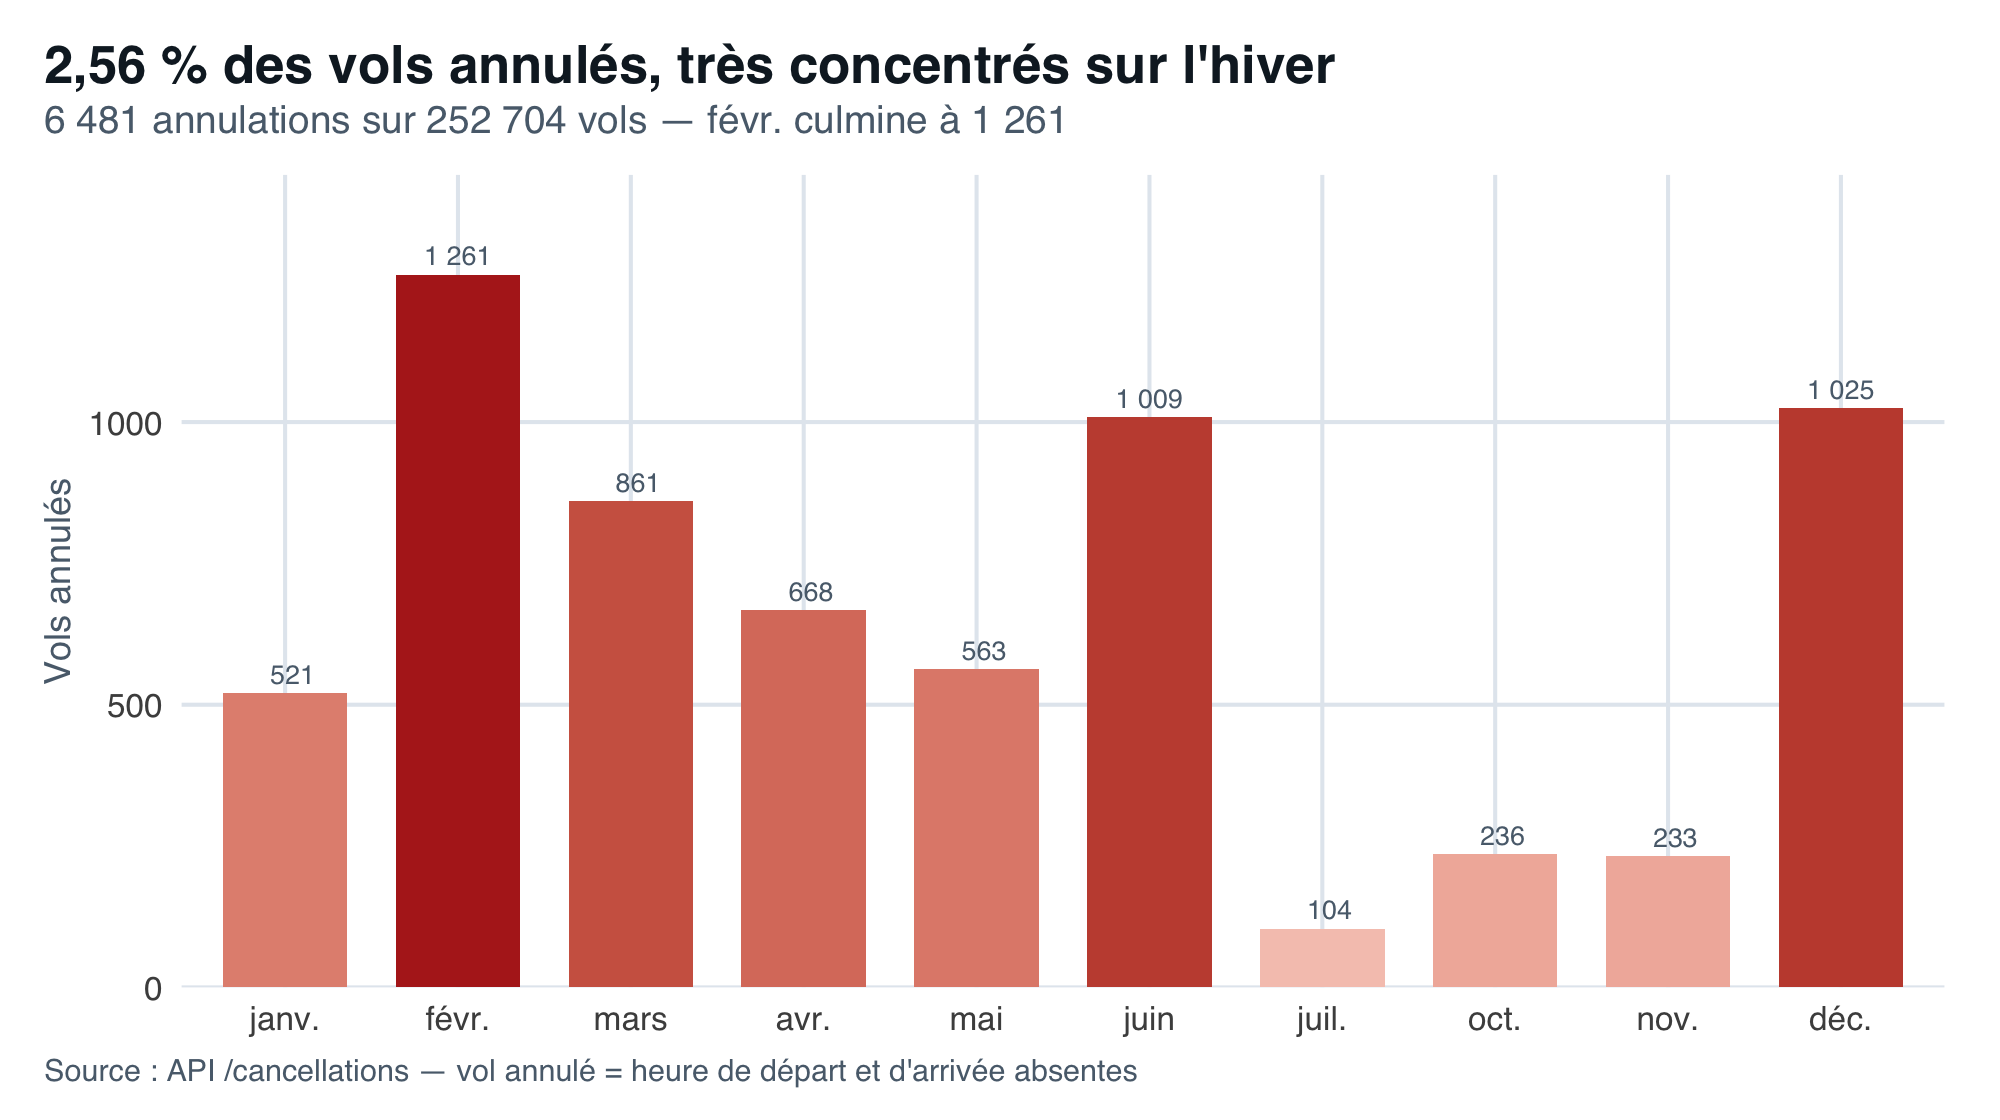 2,56 % des vols annulés, très concentrés sur l'hiver
6 481 annulations sur 252 704 vols — févr. culmine à 1 261
Vols annulés
1000
500
0
521
1 261
861
668
563
1 009
104
236
233
1 025
janv.
févr.
mars
avr.
mai
juin
juil.
oct.
nov.
déc.
Source : API /cancellations — vol annulé = heure de départ et d'arrivée absentes